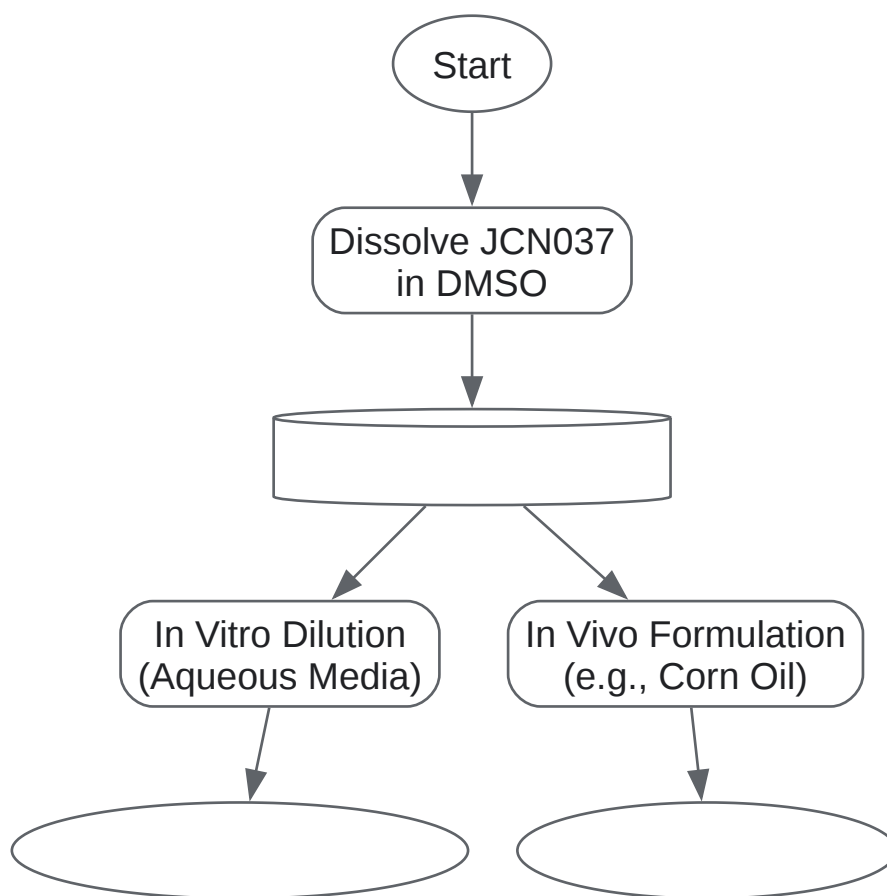 Start
Dissolve JCN037
in DMSO
In Vitro Dilution
(Aqueous Media)
In Vivo Formulation
(e.g., Corn Oil)